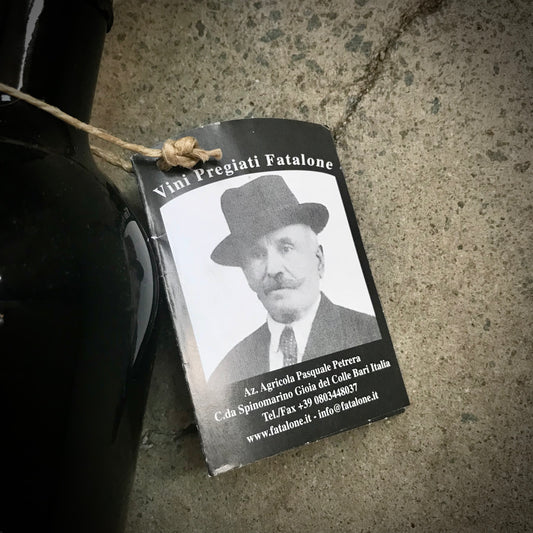 Vini Pregiati Fatalone
Az. Agricola Pasquale Petrera
C.da Spinomarino Gioia del Colle Bari Italia
Tel./Fax +39 0803448037
www.fatalone.it - info@fatalone.it